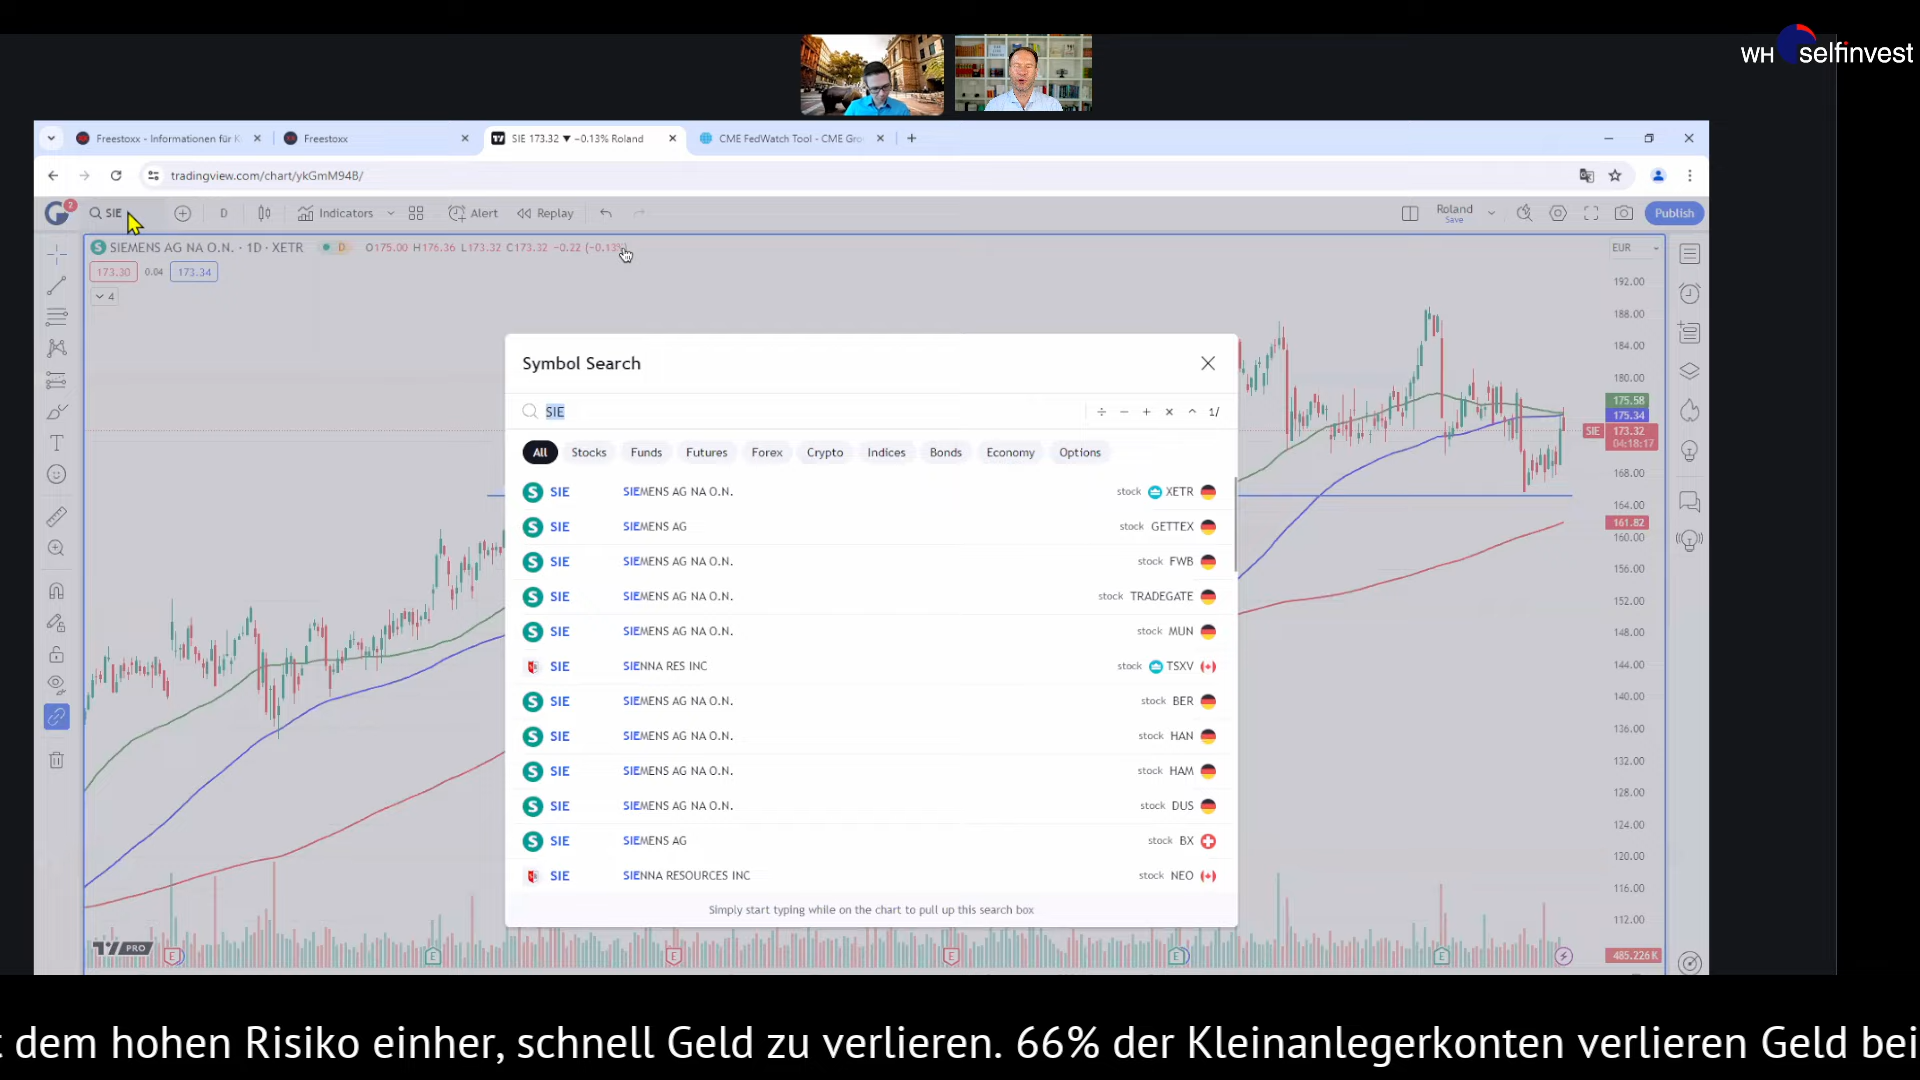 WH selfinvest
Freestoxx - Informationen für K
Freestoxx
SIE 173.32 ▼ −0.13% Roland
CME FedWatch Tool - CME Gro
tradingview.com/chart/ykGmM94B/
2
SIE
D
Indicators
Alert
Replay
Roland
Save
Publish
SIEMENS AG NA O.N. · 1D · XETR
D
O175.00 H176.36 L173.32 C173.32 −0.22 (−0.13%)
EUR
173.30
0.04
173.34
4
192.00
188.00
184.00
180.00
175.58
175.34
SIE
173.32
04:18:17
168.00
164.00
161.82
160.00
156.00
152.00
148.00
144.00
140.00
136.00
132.00
128.00
124.00
120.00
116.00
112.00
485.226K
Symbol Search
SIE
÷ − + × ^ 1/
All
Stocks
Funds
Futures
Forex
Crypto
Indices
Bonds
Economy
Options
S SIE SIEMENS AG NA O.N. stock XETR
S SIE SIEMENS AG stock GETTEX
S SIE SIEMENS AG NA O.N. stock FWB
S SIE SIEMENS AG NA O.N. stock TRADEGATE
S SIE SIEMENS AG NA O.N. stock MUN
SIE SIENNA RES INC stock TSXV
S SIE SIEMENS AG NA O.N. stock BER
S SIE SIEMENS AG NA O.N. stock HAN
S SIE SIEMENS AG NA O.N. stock HAM
S SIE SIEMENS AG NA O.N. stock DUS
S SIE SIEMENS AG stock BX
SIE SIENNA RESOURCES INC stock NEO
Simply start typing while on the chart to pull up this search box
PRO
E
E
E
E
E
E
dem hohen Risiko einher, schnell Geld zu verlieren. 66% der Kleinanlegerkonten verlieren Geld bei